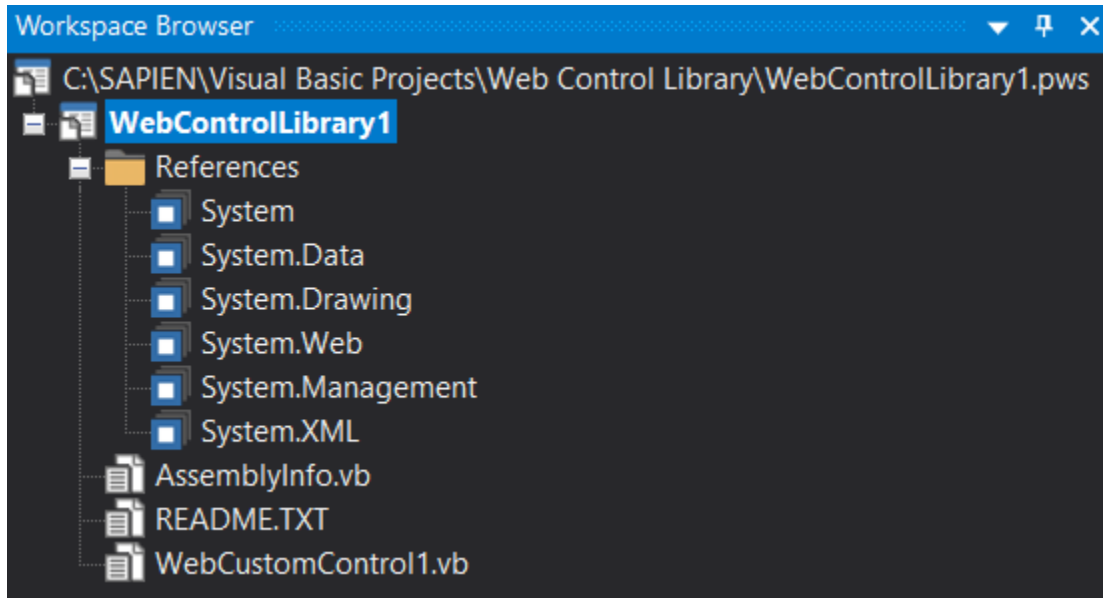 Workspace Browser
C:\SAPIEN\Visual Basic Projects\Web Control Library\WebControlLibrary1.pws
WebControlLibrary1
References
System
System.Data
System.Drawing
System.Web
System.Management
System.XML
AssemblyInfo.vb
README.TXT
WebCustomControl1.vb